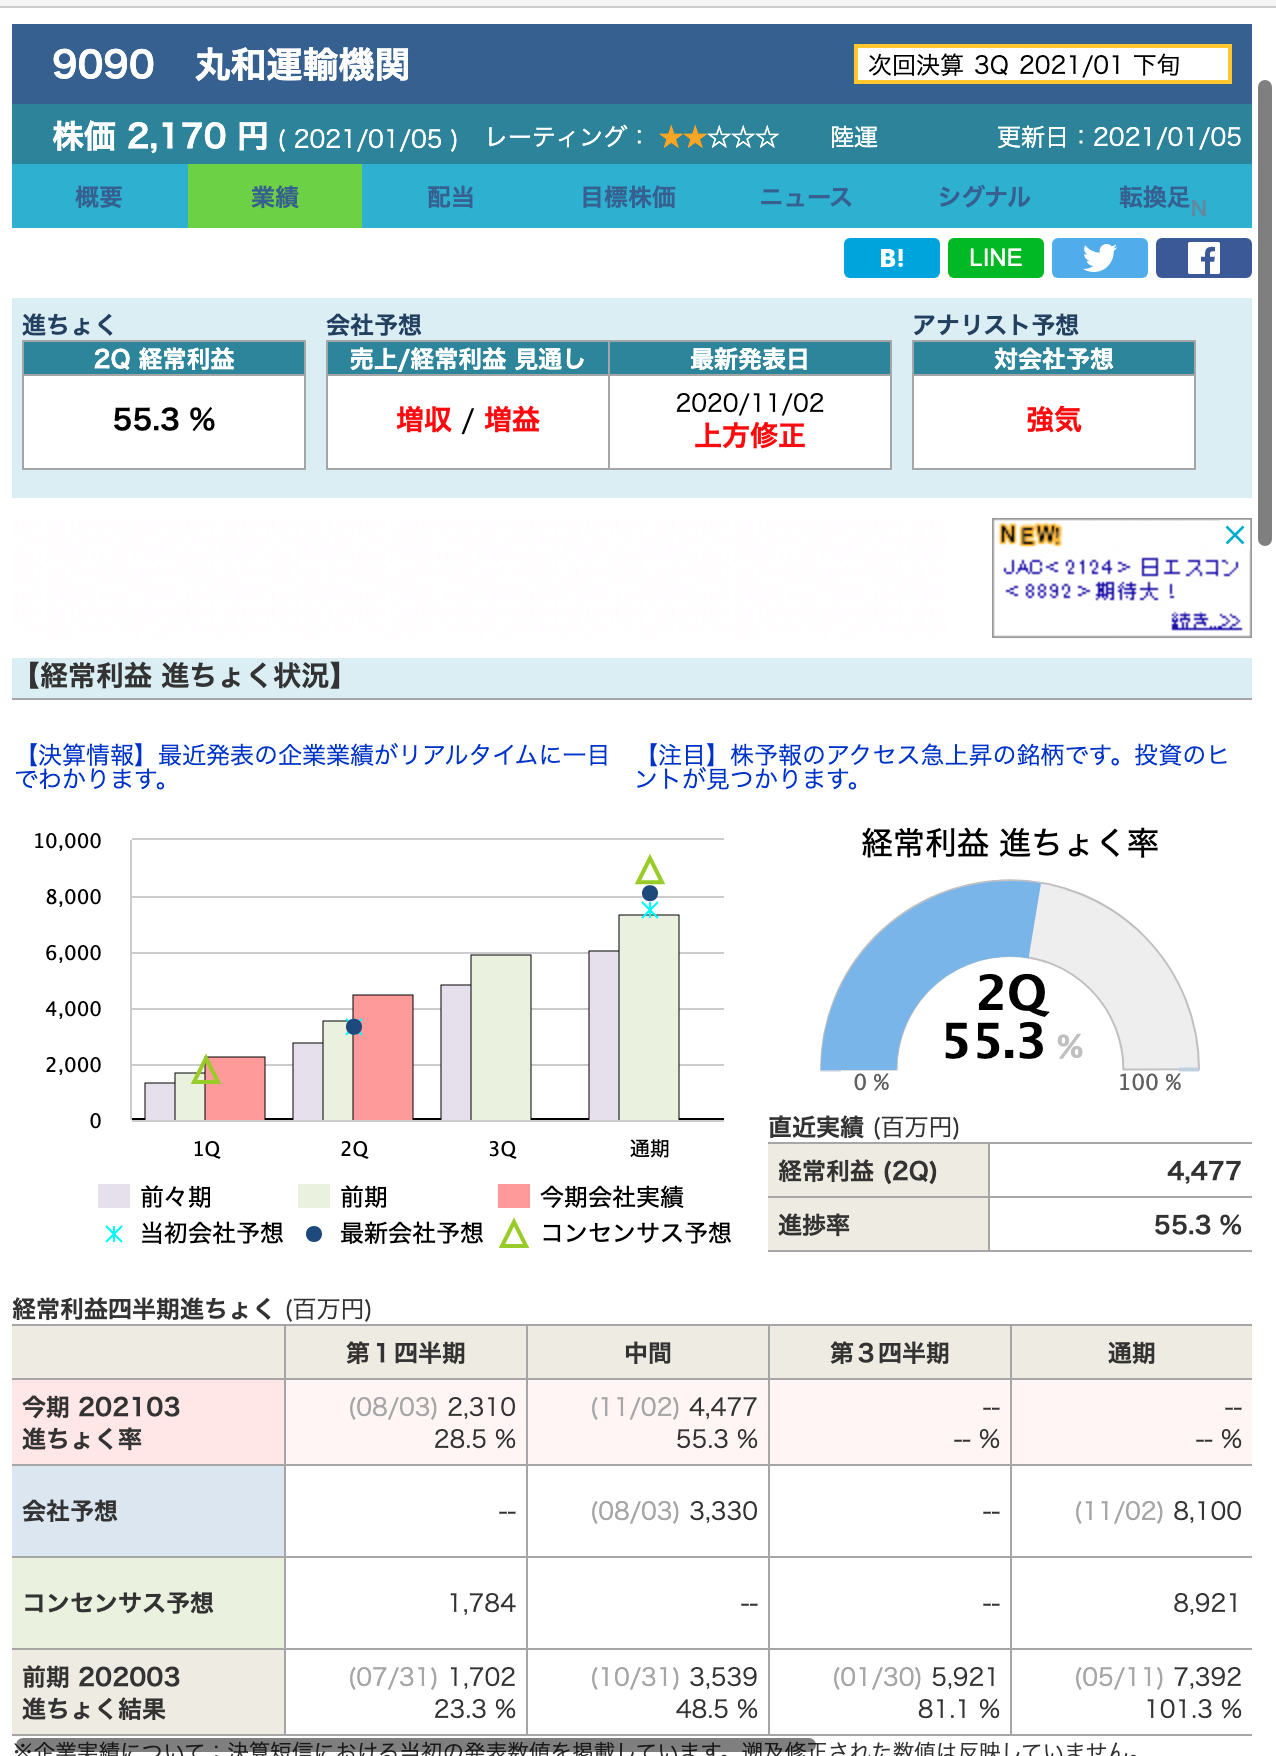 9090　丸和運輸機関
次回決算 3Q 2021/01 下旬
株価 2,170 円 ( 2021/01/05 ) レーティング： ★★☆☆☆ 陸運 更新日：2021/01/05
概要 業績 配当 目標株価 ニュース シグナル 転換足N
B! LINE
進ちょく 会社予想 アナリスト予想
2Q 経常利益 売上/経常利益 見通し 最新発表日 対会社予想
55.3 % 増収 / 増益 2020/11/02 強気
上方修正
NEW!
JAC<2124> 日エスコン
<8892>期待大！
続き..>>
【経常利益 進ちょく状況】
【決算情報】最近発表の企業業績がリアルタイムに一目
でわかります。
【注目】株予報のアクセス急上昇の銘柄です。投資のヒ
ントが見つかります。
10,000
8,000
6,000
4,000
2,000
0
1Q 2Q 3Q 通期
前々期 前期 今期会社実績
当初会社予想 最新会社予想 コンセンサス予想
経常利益 進ちょく率
2Q
55.3 %
0 % 100 %
直近実績 (百万円)
経常利益 (2Q) 4,477
進捗率 55.3 %
経常利益四半期進ちょく (百万円)
第１四半期 中間 第３四半期 通期
今期 202103 (08/03) 2,310 (11/02) 4,477 -- --
進ちょく率 28.5 % 55.3 % -- % -- %
会社予想 -- (08/03) 3,330 -- (11/02) 8,100
コンセンサス予想 1,784 -- -- 8,921
前期 202003 (07/31) 1,702 (10/31) 3,539 (01/30) 5,921 (05/11) 7,392
進ちょく結果 23.3 % 48.5 % 81.1 % 101.3 %
※企業実績について：決算短信における当初の発表数値を掲載しています。遡及修正された数値は反映していません。